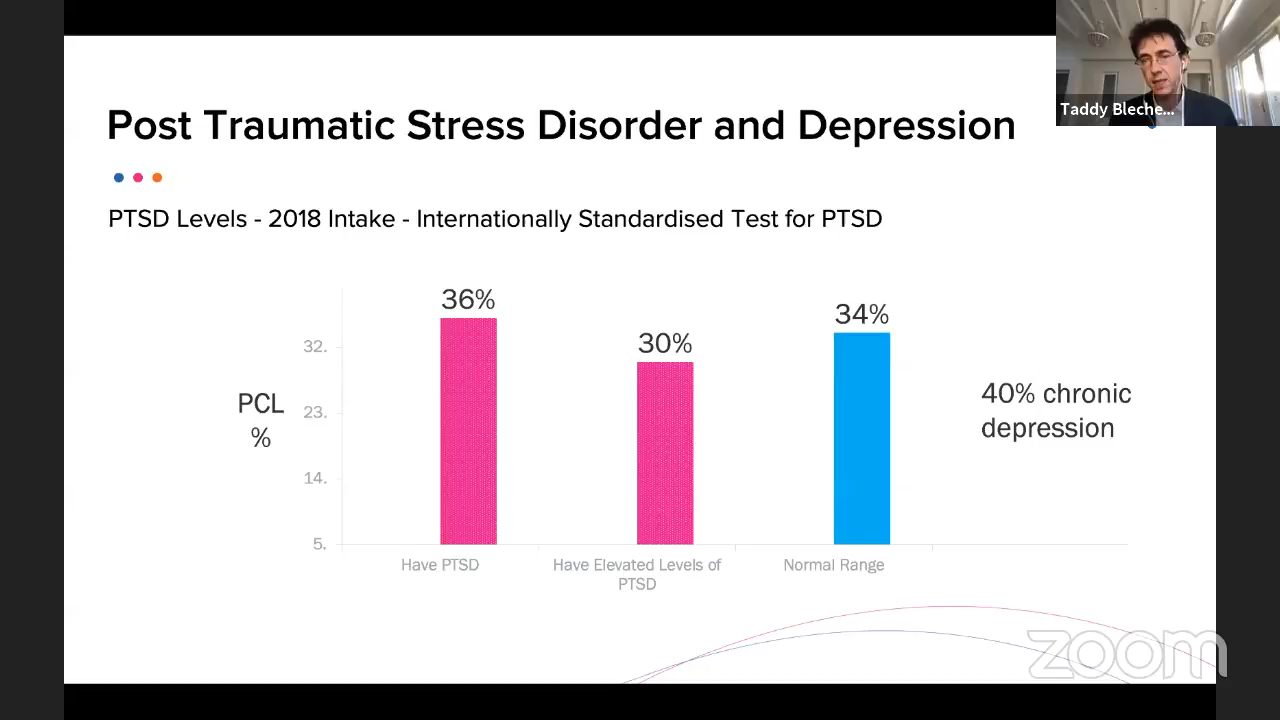 Taddy Bleche...
Post Traumatic Stress Disorder and Depression
PTSD Levels - 2018 Intake - Internationally Standardised Test for PTSD
36%
30%
34%
32.
23.
14.
5.
PCL
%
40% chronic
depression
Have PTSD
Have Elevated Levels of
PTSD
Normal Range
zoom